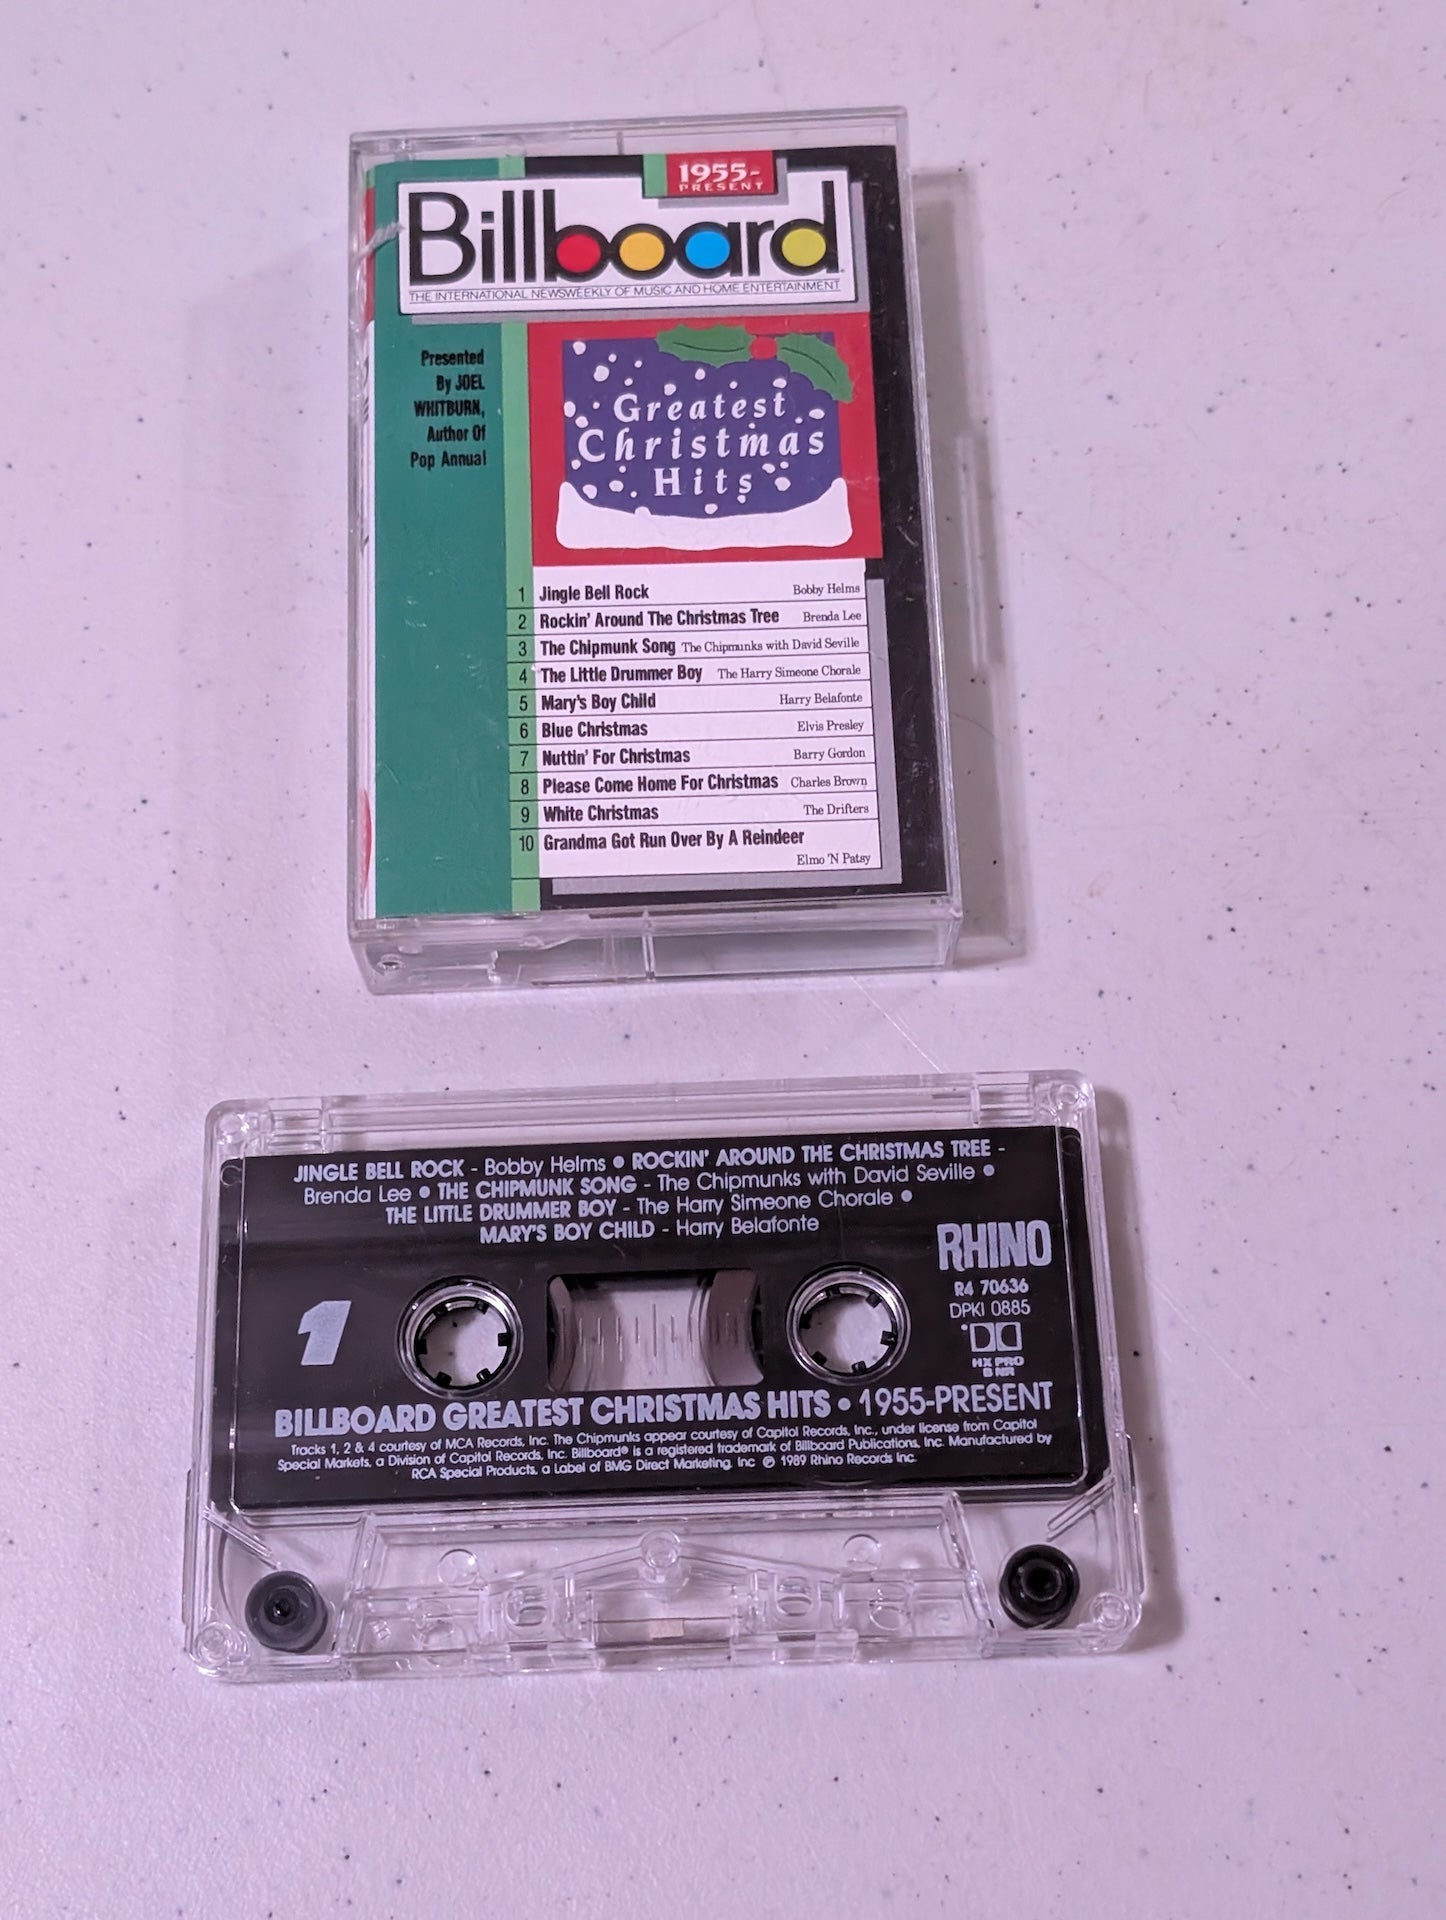 1955-
PRESENT
Billboard
THE INTERNATIONAL NEWSWEEKLY OF MUSIC AND HOME ENTERTAINMENT
Presented
By JOEL
WHITBURN,
Author Of
Pop Annual
Greatest
Christmas
Hits
1 Jingle Bell Rock Bobby Helms
2 Rockin' Around The Christmas Tree Brenda Lee
3 The Chipmunk Song The Chipmunks with David Seville
4 The Little Drummer Boy The Harry Simeone Chorale
5 Mary's Boy Child Harry Belafonte
6 Blue Christmas Elvis Presley
7 Nuttin' For Christmas Barry Gordon
8 Please Come Home For Christmas Charles Brown
9 White Christmas The Drifters
10 Grandma Got Run Over By A Reindeer
Elmo 'N Patsy
JINGLE BELL ROCK - Bobby Helms • ROCKIN' AROUND THE CHRISTMAS TREE -
Brenda Lee • THE CHIPMUNK SONG - The Chipmunks with David Seville •
THE LITTLE DRUMMER BOY - The Harry Simeone Chorale •
MARY'S BOY CHILD - Harry Belafonte
RHINO
R4 70636
DPK1 0885
HX PRO
B NR
1
BILLBOARD GREATEST CHRISTMAS HITS • 1955-PRESENT
Tracks 1, 2 & 4 courtesy of MCA Records, Inc. The Chipmunks appear courtesy of Capitol Records, Inc., under license from Capitol
Special Markets, a Division of Capitol Records, Inc. Billboard® is a registered trademark of Billboard Publications, Inc. Manufactured by
RCA Special Products, a Label of BMG Direct Marketing, Inc ℗ 1989 Rhino Records Inc.